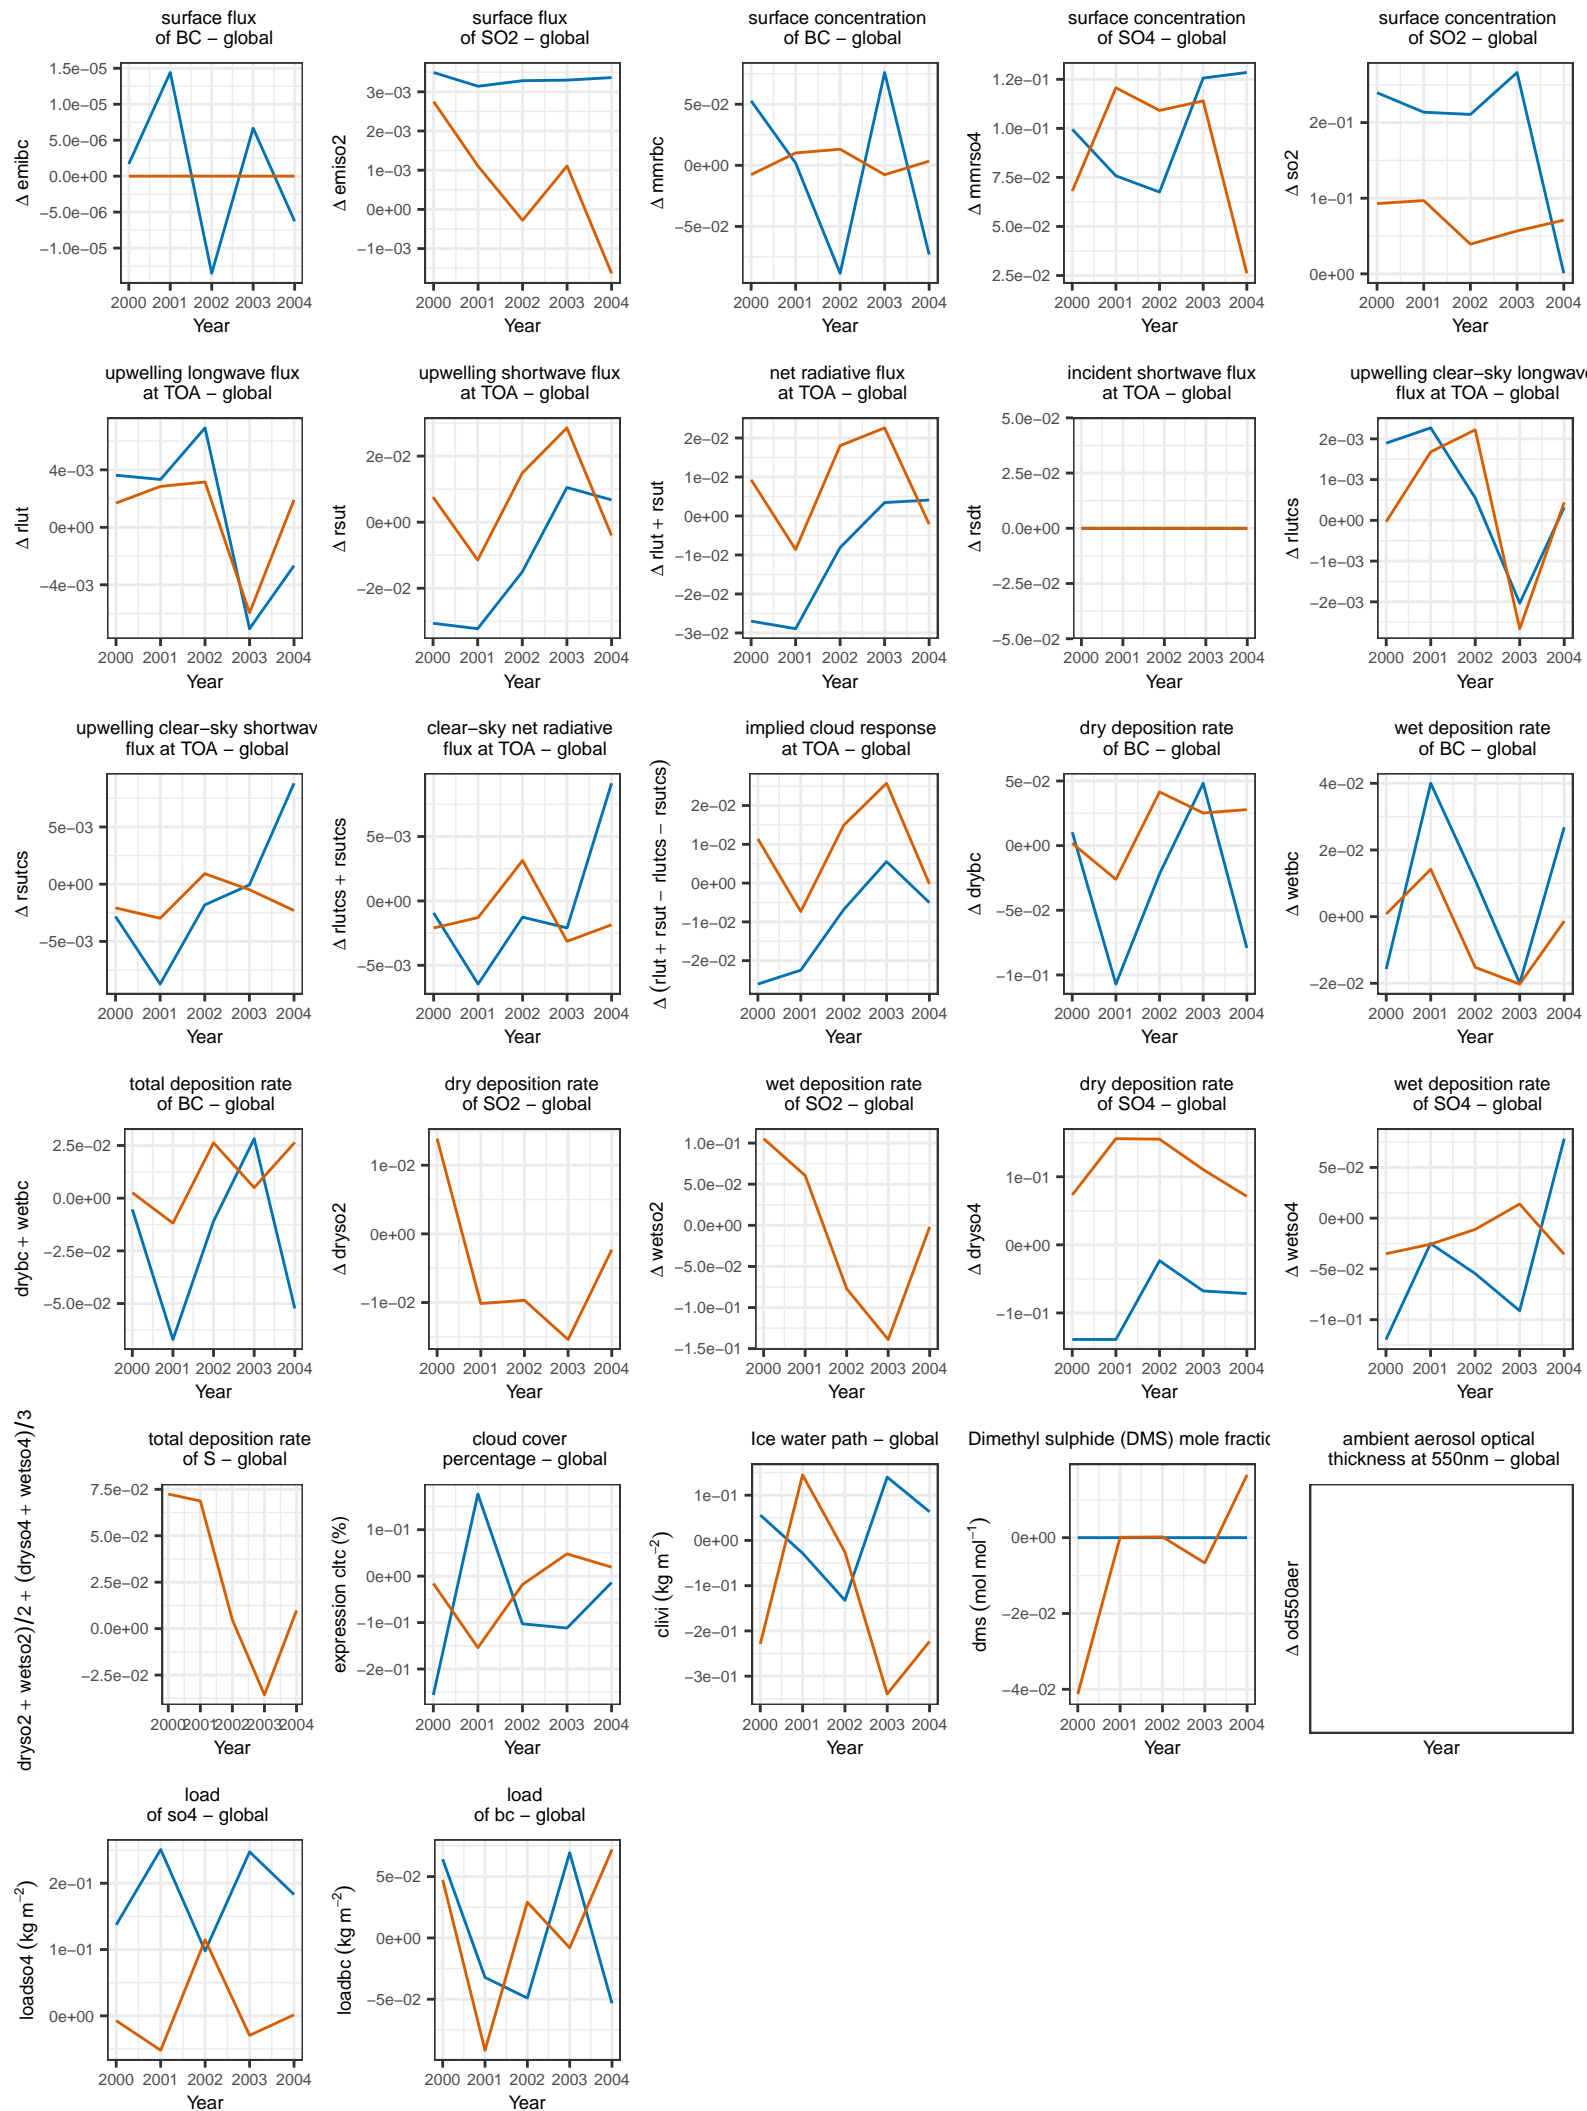 surface flux
of BC − global
Δ emibc
1.5e−05
1.0e−05
5.0e−06
0.0e+00
−5.0e−06
−1.0e−05
2000 2001 2002 2003 2004
Year
surface flux
of SO2 − global
Δ emiso2
3e−03
2e−03
1e−03
0e+00
−1e−03
2000 2001 2002 2003 2004
Year
surface concentration
of BC − global
Δ mmrbc
5e−02
0e+00
−5e−02
2000 2001 2002 2003 2004
Year
surface concentration
of SO4 − global
Δ mmrso4
1.2e−01
1.0e−01
7.5e−02
5.0e−02
2.5e−02
2000 2001 2002 2003 2004
Year
surface concentration
of SO2 − global
Δ so2
2e−01
1e−01
0e+00
2000 2001 2002 2003 2004
Year
upwelling longwave flux
at TOA − global
Δ rlut
4e−03
0e+00
−4e−03
2000 2001 2002 2003 2004
Year
upwelling shortwave flux
at TOA − global
Δ rsut
2e−02
0e+00
−2e−02
2000 2001 2002 2003 2004
Year
net radiative flux
at TOA − global
Δ rlut + rsut
2e−02
1e−02
0e+00
−1e−02
−2e−02
−3e−02
2000 2001 2002 2003 2004
Year
incident shortwave flux
at TOA − global
Δ rsdt
5.0e−02
2.5e−02
0.0e+00
−2.5e−02
−5.0e−02
2000 2001 2002 2003 2004
Year
upwelling clear−sky longwave
flux at TOA − global
Δ rlutcs
2e−03
1e−03
0e+00
−1e−03
−2e−03
2000 2001 2002 2003 2004
Year
upwelling clear−sky shortwav
flux at TOA − global
Δ rsutcs
5e−03
0e+00
−5e−03
2000 2001 2002 2003 2004
Year
clear−sky net radiative
flux at TOA − global
Δ rlutcs + rsutcs
5e−03
0e+00
−5e−03
2000 2001 2002 2003 2004
Year
implied cloud response
at TOA − global
Δ (rlut + rsut − rlutcs − rsutcs)
2e−02
1e−02
0e+00
−1e−02
−2e−02
2000 2001 2002 2003 2004
Year
dry deposition rate
of BC − global
Δ drybc
5e−02
0e+00
−5e−02
−1e−01
2000 2001 2002 2003 2004
Year
wet deposition rate
of BC − global
Δ wetbc
4e−02
2e−02
0e+00
−2e−02
2000 2001 2002 2003 2004
Year
total deposition rate
of BC − global
drybc + wetbc
2.5e−02
0.0e+00
−2.5e−02
−5.0e−02
2000 2001 2002 2003 2004
Year
dry deposition rate
of SO2 − global
Δ dryso2
1e−02
0e+00
−1e−02
2000 2001 2002 2003 2004
Year
wet deposition rate
of SO2 − global
Δ wetso2
1.0e−01
5.0e−02
0.0e+00
−5.0e−02
−1.0e−01
−1.5e−01
2000 2001 2002 2003 2004
Year
dry deposition rate
of SO4 − global
Δ dryso4
1e−01
0e+00
−1e−01
2000 2001 2002 2003 2004
Year
wet deposition rate
of SO4 − global
Δ wetso4
5e−02
0e+00
−5e−02
−1e−01
2000 2001 2002 2003 2004
Year
total deposition rate
of S − global
dryso2 + wetso2)/2 + (dryso4 + wetso4)/3
7.5e−02
5.0e−02
2.5e−02
0.0e+00
−2.5e−02
2000 2001 2002 2003 2004
Year
cloud cover
percentage − global
expression cltc (%)
1e−01
0e+00
−1e−01
−2e−01
2000 2001 2002 2003 2004
Year
Ice water path − global
clivi (kg m−2)
1e−01
0e+00
−1e−01
−2e−01
−3e−01
2000 2001 2002 2003 2004
Year
Dimethyl sulphide (DMS) mole fractic
dms (mol mol−1)
0e+00
−2e−02
−4e−02
2000 2001 2002 2003 2004
Year
ambient aerosol optical
thickness at 550nm − global
Δ od550aer
Year
load
of so4 − global
loadso4 (kg m−2)
2e−01
1e−01
0e+00
2000 2001 2002 2003 2004
Year
load
of bc − global
loadbc (kg m−2)
5e−02
0e+00
−5e−02
2000 2001 2002 2003 2004
Year